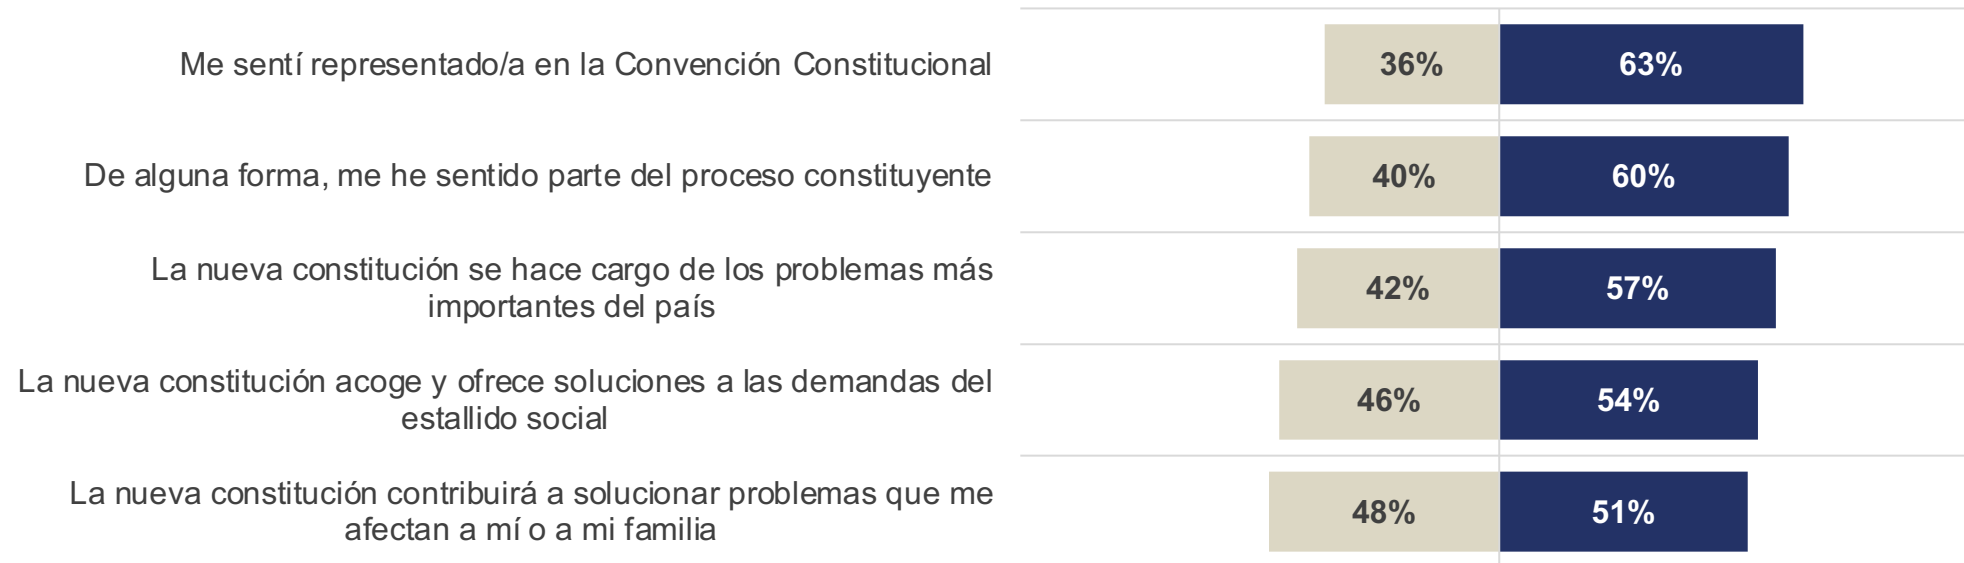 Me sentí representado/a en la Convención Constitucional
36%
63%
De alguna forma, me he sentido parte del proceso constituyente
40%
60%
La nueva constitución se hace cargo de los problemas más
importantes del país
42%
57%
La nueva constitución acoge y ofrece soluciones a las demandas del
estallido social
46%
54%
La nueva constitución contribuirá a solucionar problemas que me
afectan a mí o a mi familia
48%
51%